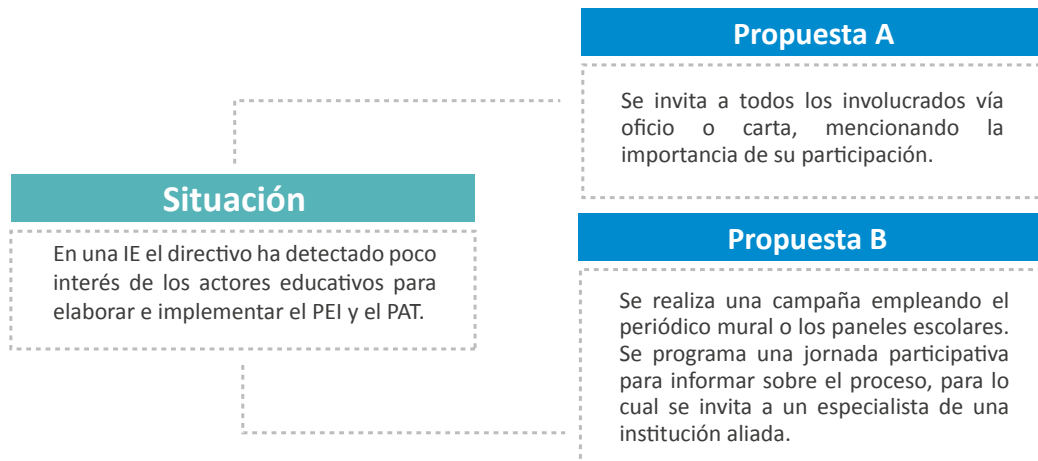 Propuesta A
Se invita a todos los involucrados vía
oficio o carta, mencionando la
importancia de su participación.
Situación
En una IE el directivo ha detectado poco
interés de los actores educativos para
elaborar e implementar el PEI y el PAT.
Propuesta B
Se realiza una campaña empleando el
periódico mural o los paneles escolares.
Se programa una jornada participativa
para informar sobre el proceso, para lo
cual se invita a un especialista de una
institución aliada.